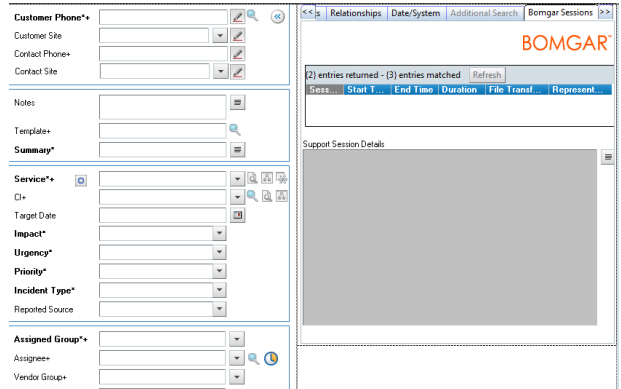 Customer Phone*+
Customer Site
Contact Phone+
Contact Site
Notes
Template+
Summary*
Service*+
CI+
Target Date
Impact*
Urgency*
Priority*
Incident Type*
Reported Source
Assigned Group*+
Assignee+
Vendor Group+
<< s Relationships Date/System Additional Search Bomgar Sessions >>
BOMGAR™
{2} entries returned - {3} entries matched Refresh
Sess... Start T... End Time Duration File Transf... Represent...
Support Session Details